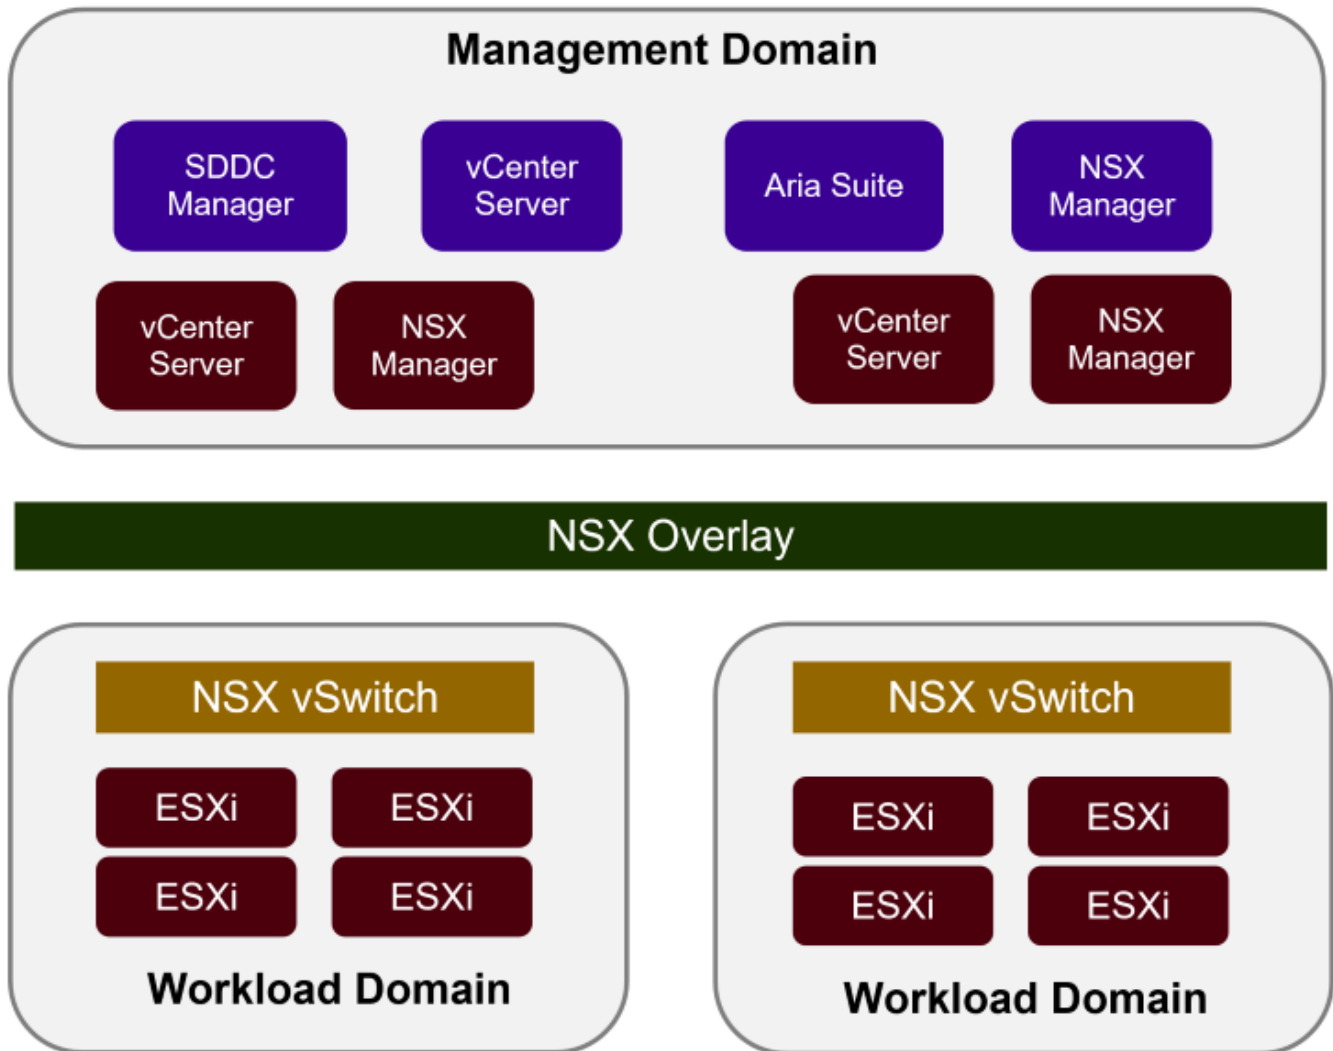 Management Domain
SDDC
Manager
vCenter
Server
Aria Suite
NSX
Manager
vCenter
Server
NSX
Manager
vCenter
Server
NSX
Manager
NSX Overlay
NSX vSwitch
ESXi
ESXi
ESXi
ESXi
Workload Domain
NSX vSwitch
ESXi
ESXi
ESXi
ESXi
Workload Domain